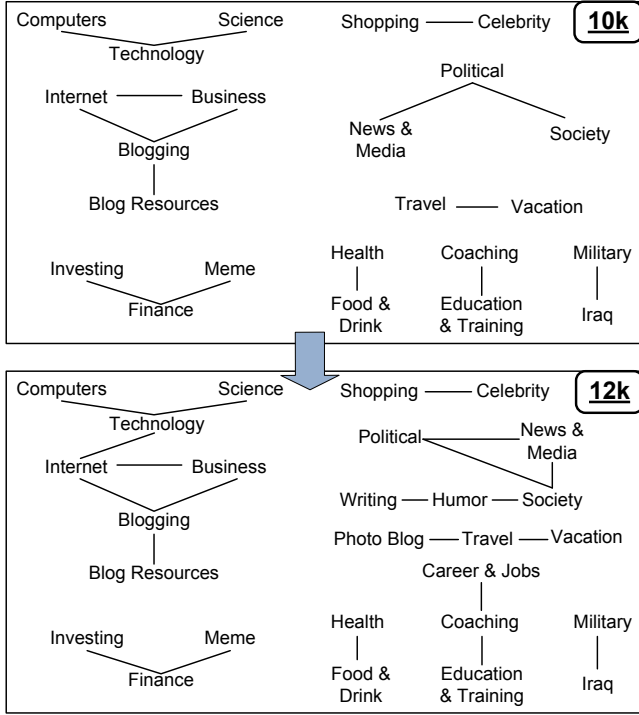 Computers Science Shopping Celebrity 10k
Technology
Political
Internet Business
News &
Media
Society
Blogging
Blog Resources
Travel Vacation
Health Coaching Military
Investing Meme
Finance
Food &
Drink
Education
& Training
Iraq
Computers Science Shopping Celebrity 12k
Technology
Political
News &
Media
Internet Business
Writing Humor Society
Blogging
Photo Blog Travel Vacation
Blog Resources
Career & Jobs
Health Coaching Military
Investing Meme
Finance
Food &
Drink
Education
& Training
Iraq